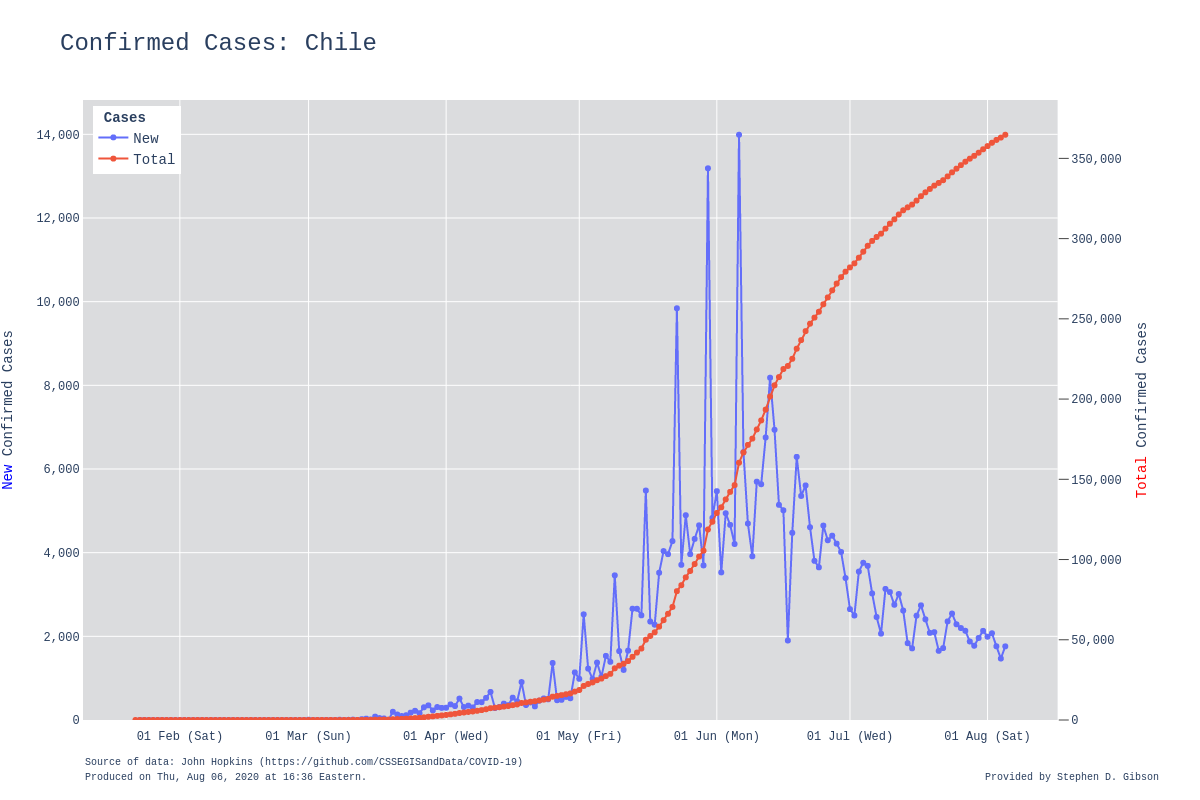 Confirmed Cases: Chile
Cases
New
Total
14,000
12,000
10,000
8,000
6,000
4,000
2,000
0
New Confirmed Cases
350,000
300,000
250,000
200,000
150,000
100,000
50,000
0
Total Confirmed Cases
01 Feb (Sat)
01 Mar (Sun)
01 Apr (Wed)
01 May (Fri)
01 Jun (Mon)
01 Jul (Wed)
01 Aug (Sat)
Source of data: John Hopkins (https://github.com/CSSEGISandData/COVID-19)
Produced on Thu, Aug 06, 2020 at 16:36 Eastern.
Provided by Stephen D. Gibson